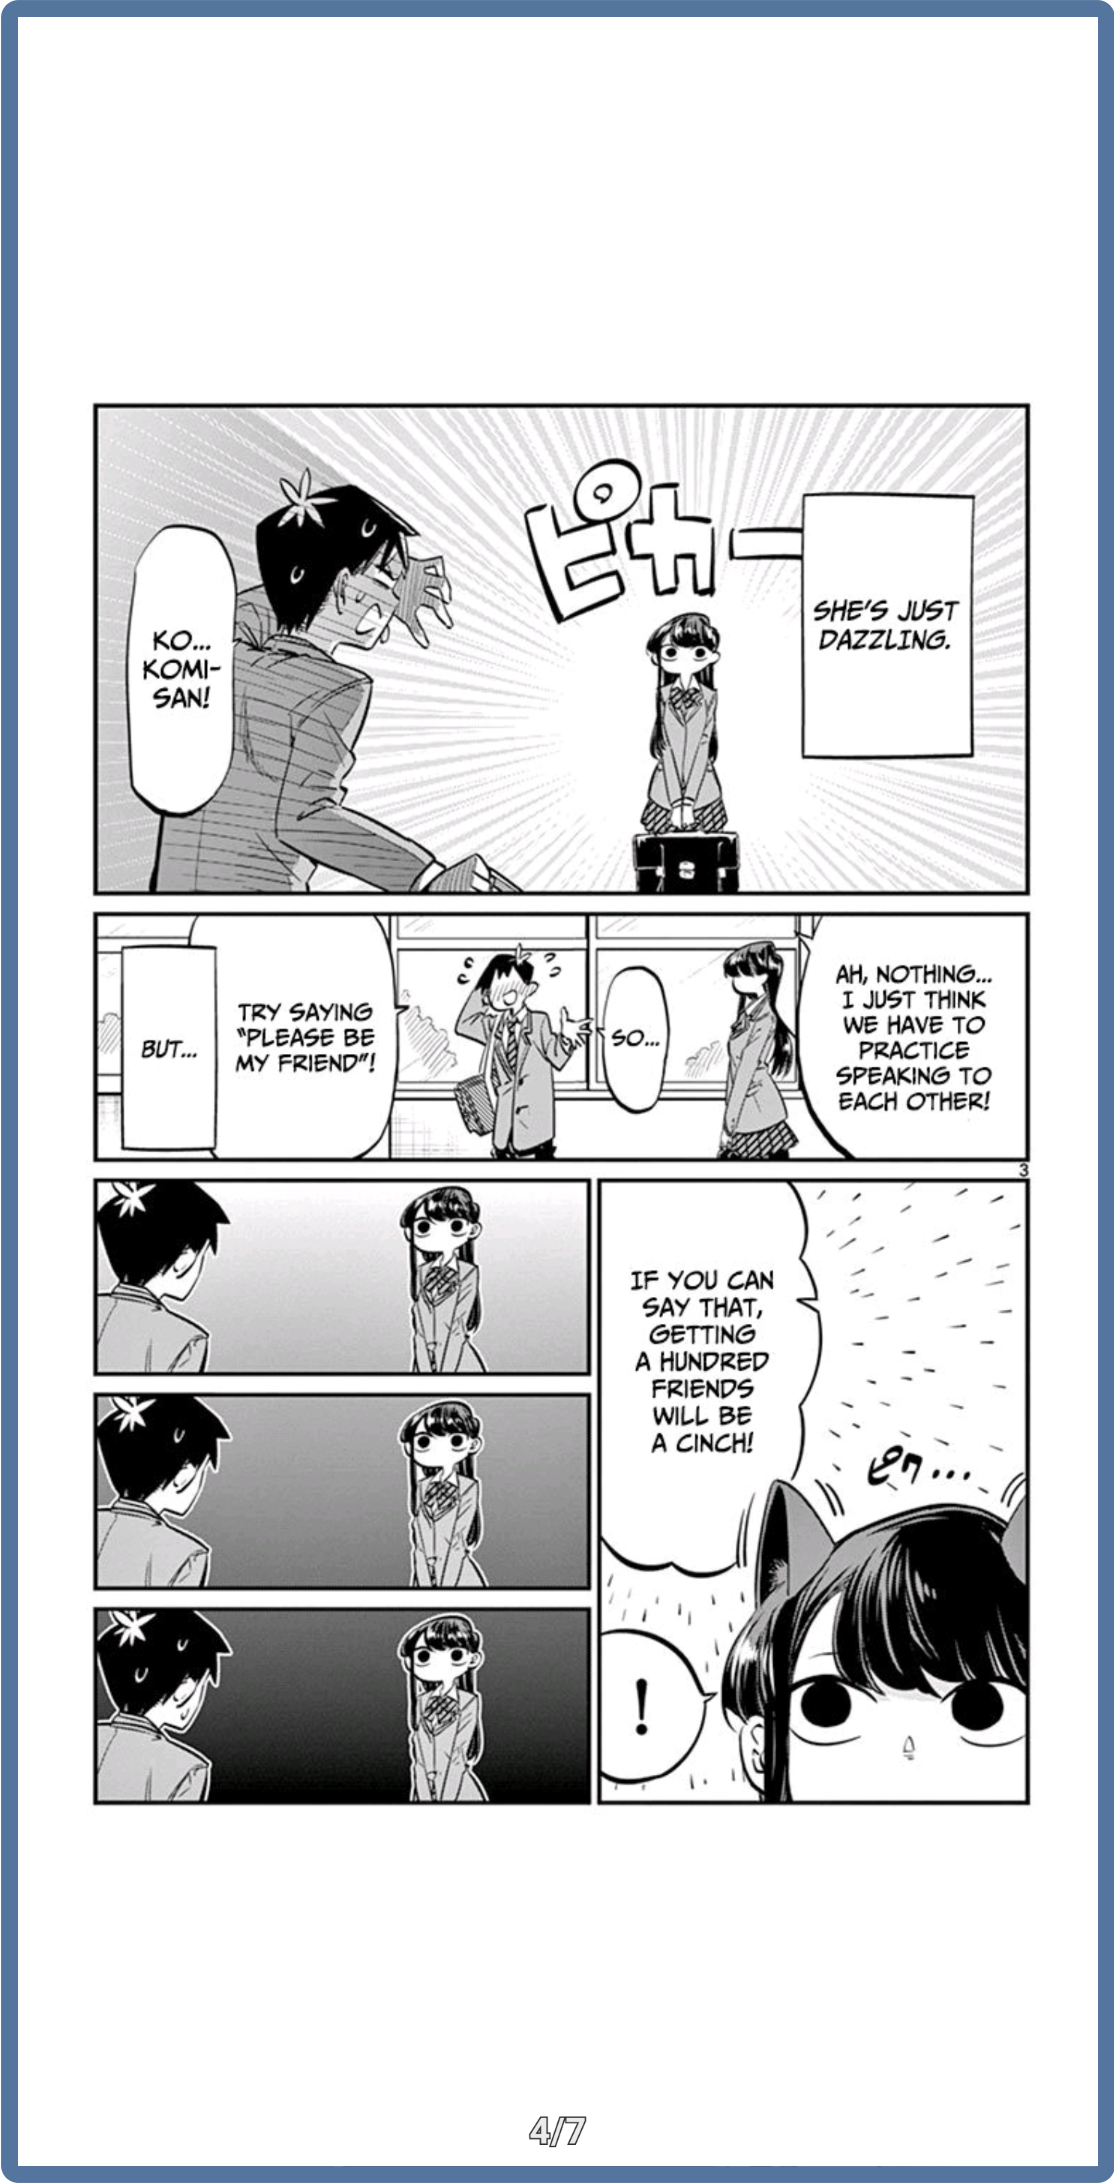 SHE'S JUST
DAZZLING.
ピカー
KO...
KOMI-
SAN!
AH, NOTHING...
I JUST THINK
WE HAVE TO
PRACTICE
SPEAKING TO
EACH OTHER!
SO...
TRY SAYING
"PLEASE BE
MY FRIEND"!
BUT...
3
IF YOU CAN
SAY THAT,
GETTING
A HUNDRED
FRIENDS
WILL BE
A CINCH!
ピク...
!
4/7